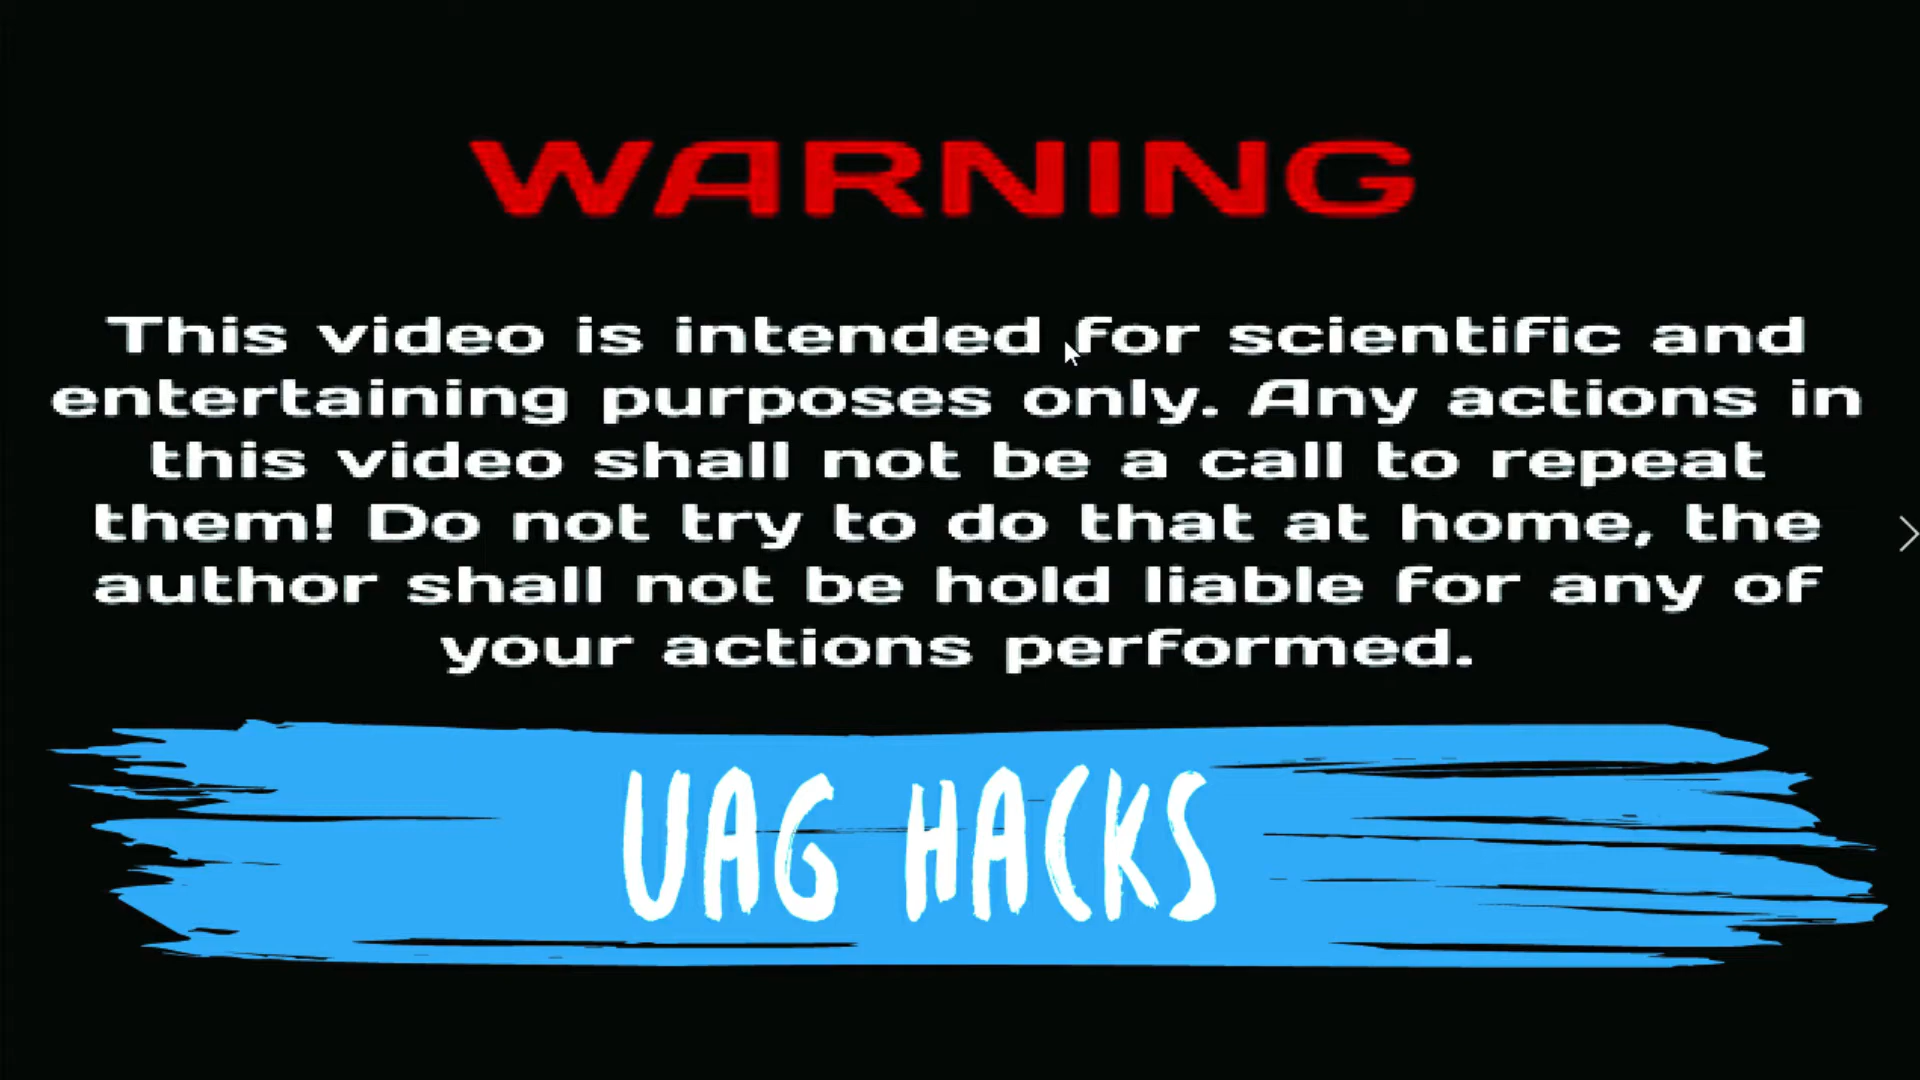 WARNING
This video is intended for scientific and
entertaining purposes only. Any actions in
this video shall not be a call to repeat
them! Do not try to do that at home, the
author shall not be hold liable for any of
your actions performed.
UAG HACKS